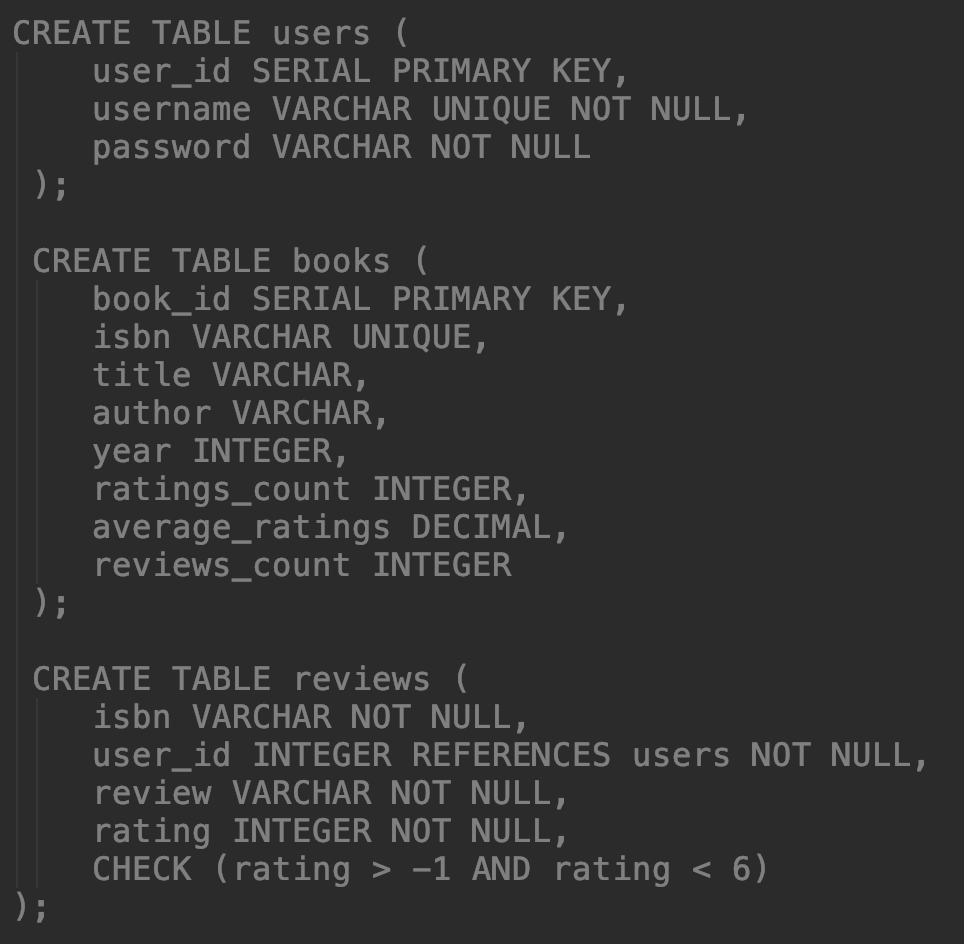 CREATE TABLE users (
    user_id SERIAL PRIMARY KEY,
    username VARCHAR UNIQUE NOT NULL,
    password VARCHAR NOT NULL
 );

 CREATE TABLE books (
    book_id SERIAL PRIMARY KEY,
    isbn VARCHAR UNIQUE,
    title VARCHAR,
    author VARCHAR,
    year INTEGER,
    ratings_count INTEGER,
    average_ratings DECIMAL,
    reviews_count INTEGER
 );

 CREATE TABLE reviews (
    isbn VARCHAR NOT NULL,
    user_id INTEGER REFERENCES users NOT NULL,
    review VARCHAR NOT NULL,
    rating INTEGER NOT NULL,
    CHECK (rating > -1 AND rating < 6)
);